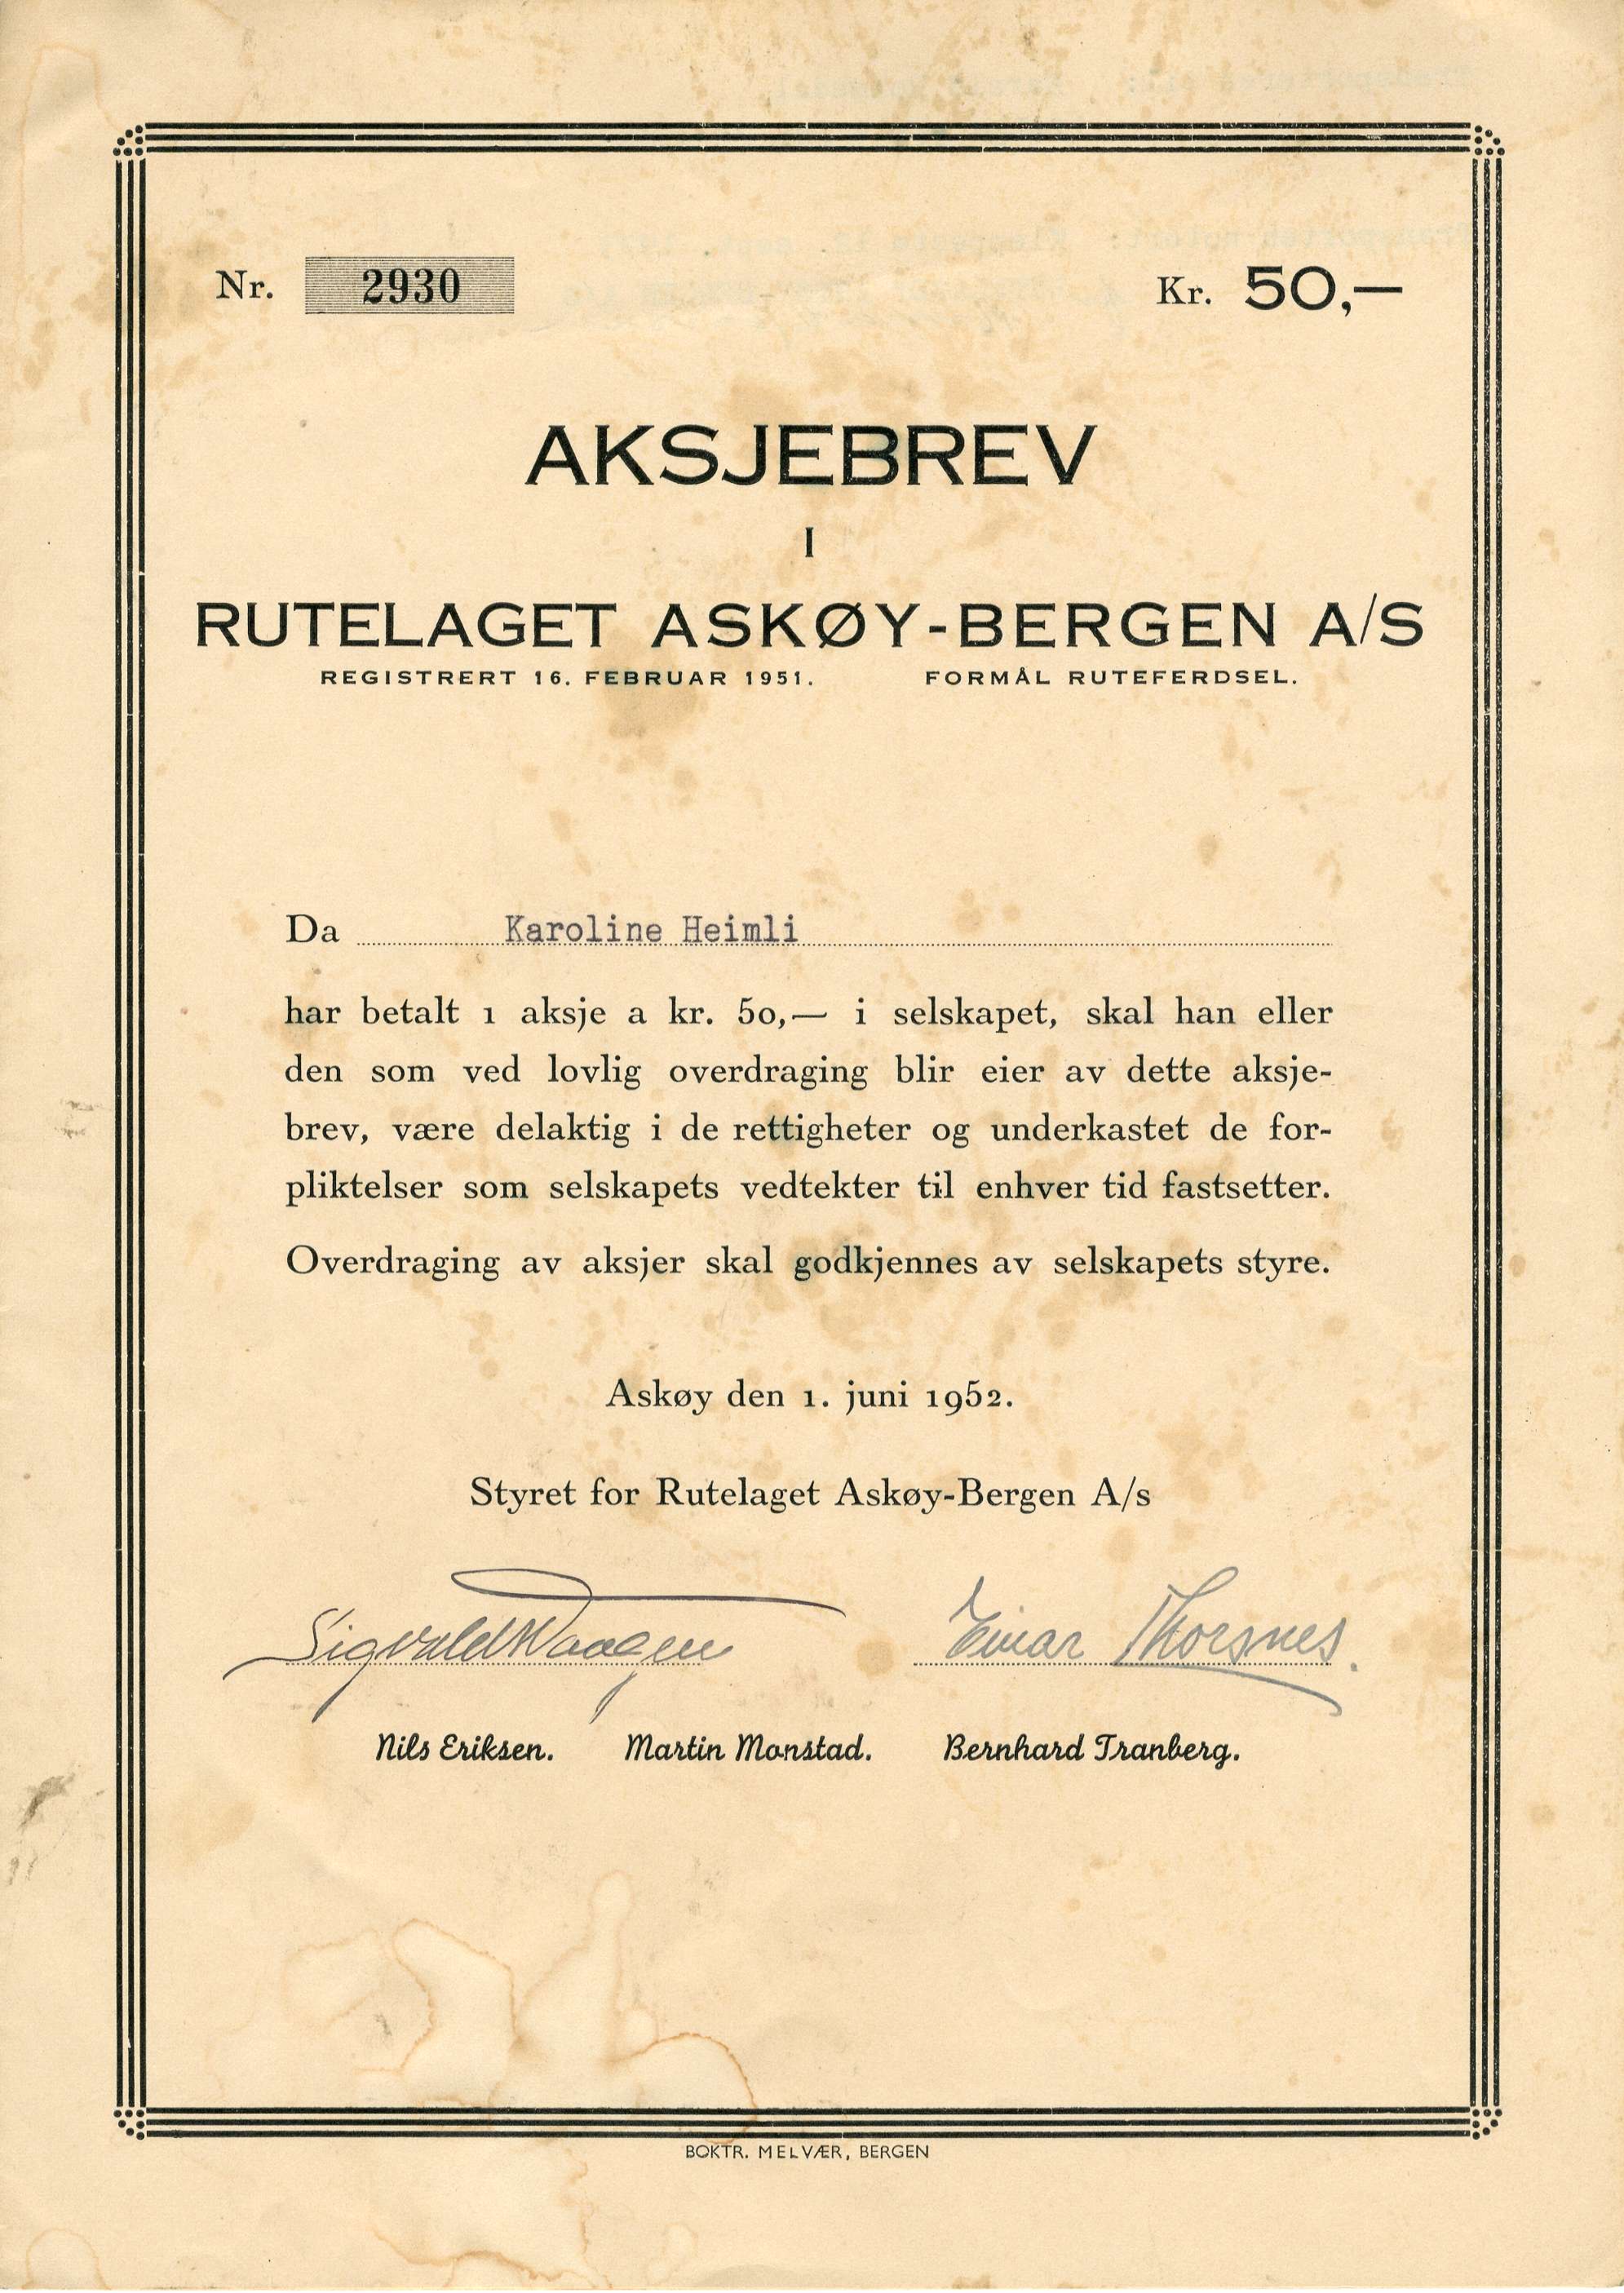 Nr. 2930
Kr. 50,—
AKSJEBREV
I
RUTELAGET ASKØY-BERGEN A/S
REGISTRERT 16. FEBRUAR 1951. FORMÅL RUTEFERDSEL.
Da Karoline Heimli
har betalt 1 aksje a kr. 50,— i selskapet, skal han eller
den som ved lovlig overdraging blir eier av dette aksje-
brev, være delaktig i de rettigheter og underkastet de for-
pliktelser som selskapets vedtekter til enhver tid fastsetter.
Overdraging av aksjer skal godkjennes av selskapets styre.
Askøy den 1. juni 1952.
Styret for Rutelaget Askøy-Bergen A/s
Sigvald Waagen Einar Thorsnes.
Nils Eriksen. Martin Monstad. Bernhard Tranberg.
BOKTR. MELVÆR, BERGEN